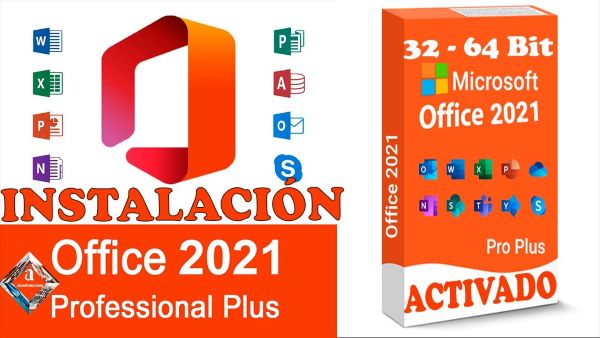 W
P
X
A
P
O
N
S
INSTALACIÓN
Office 2021
Professional Plus
a
32 - 64 Bit
Microsoft
Office 2021
Office 2021
O W X P
N S T Y S
Pro Plus
ACTIVADO